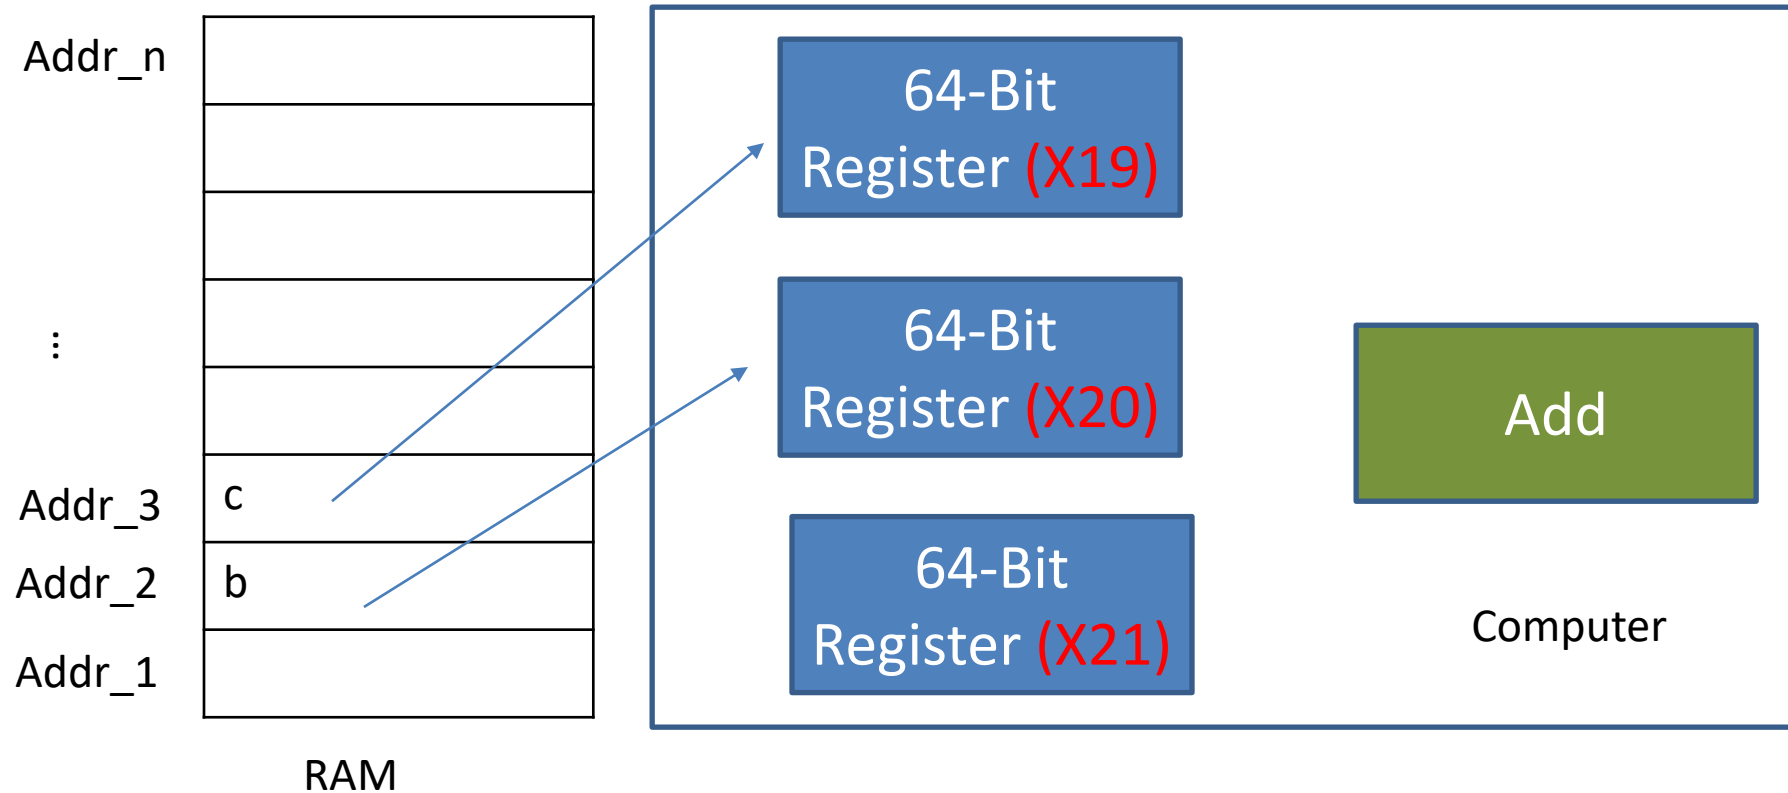 Addr_n
⋮
Addr_3
c
Addr_2
b
Addr_1
RAM
64-Bit
Register (X19)
64-Bit
Register (X20)
64-Bit
Register (X21)
Add
Computer